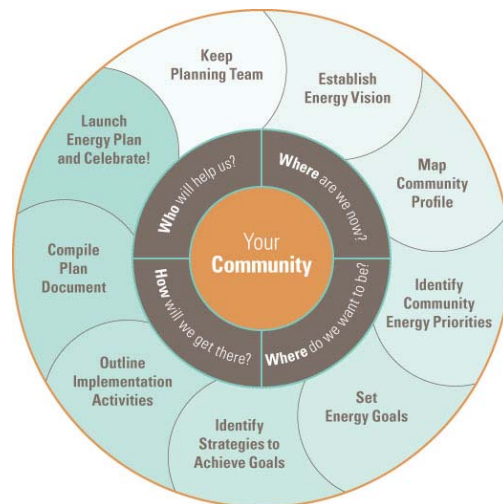 Keep
Planning Team
Establish
Energy Vision
Map
Community
Profile
Identify
Community
Energy Priorities
Set
Energy Goals
Identify
Strategies to
Achieve Goals
Outline
Implementation
Activities
Compile
Plan
Document
Launch
Energy Plan
and Celebrate!
Who will help us?
Where are we now?
Where do we want to be?
How will we get there?
Your
Community